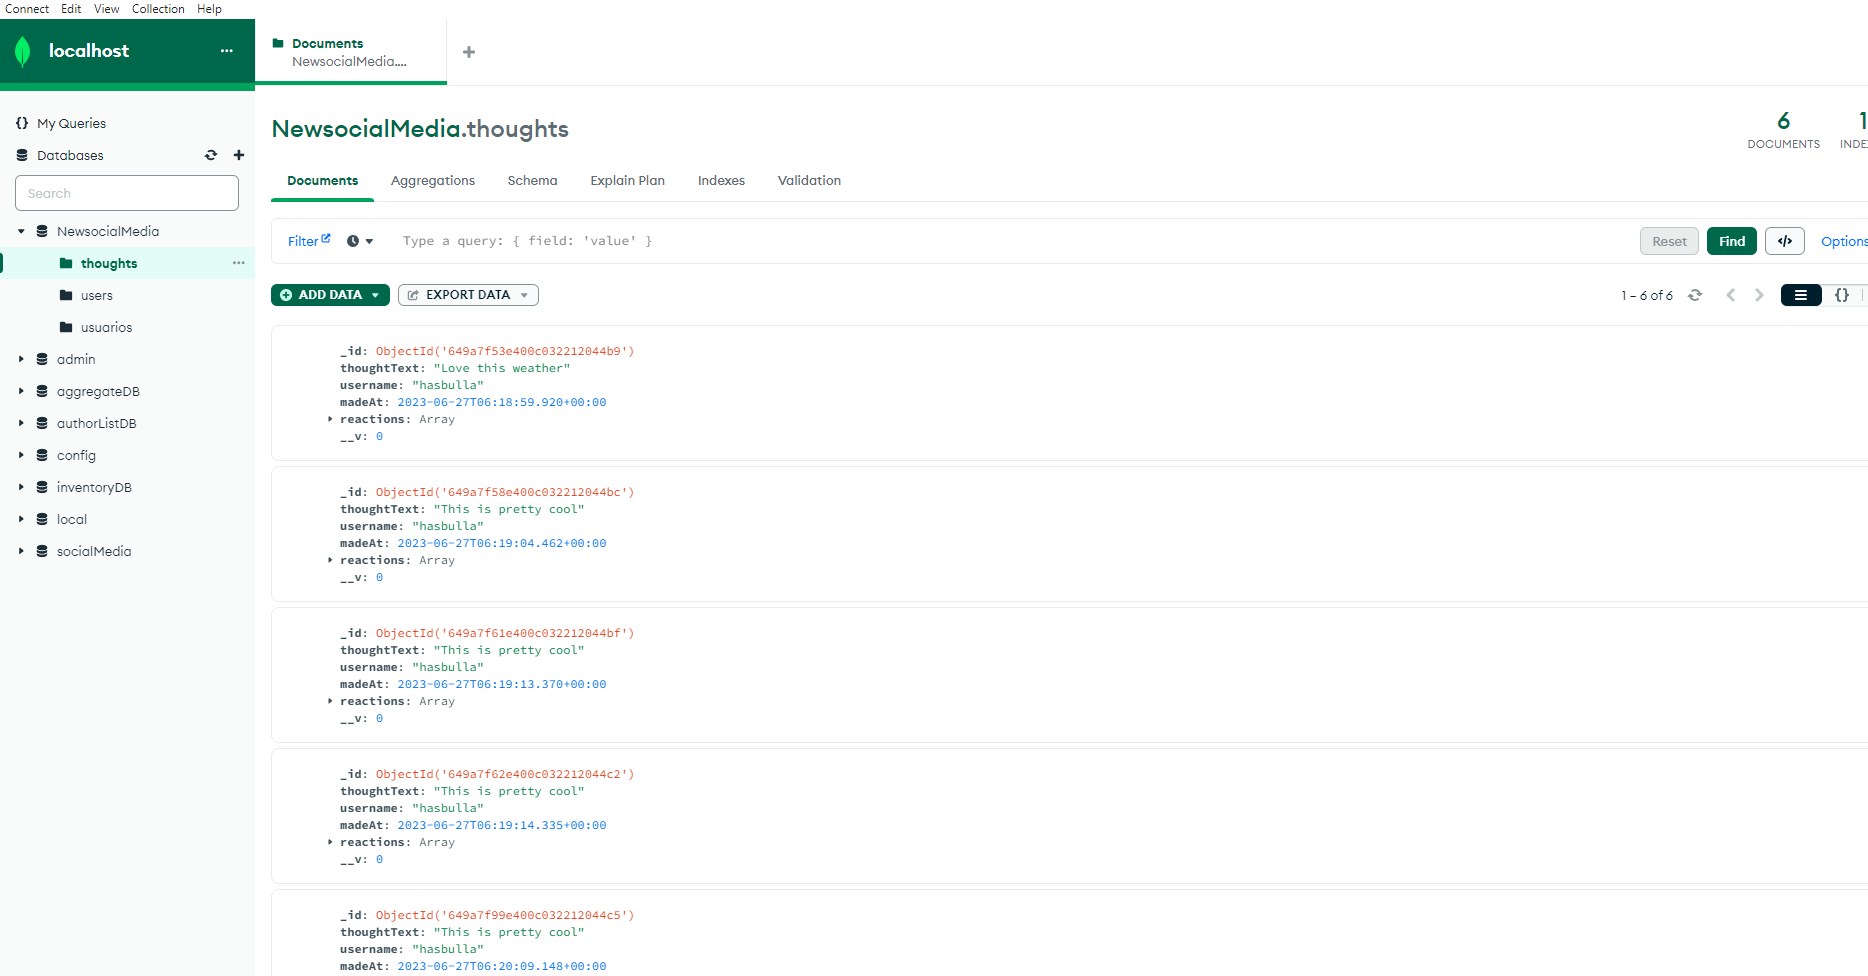 Connect Edit View Collection Help
localhost
Documents
NewsocialMedia....
My Queries
Databases
Search
NewsocialMedia
thoughts
users
usuarios
admin
aggregateDB
authorListDB
config
inventoryDB
local
socialMedia
NewsocialMedia.thoughts
6
DOCUMENTS
1
INDEX
Documents Aggregations Schema Explain Plan Indexes Validation
Filter Type a query: { field: 'value' } Reset Find </> Options
ADD DATA EXPORT DATA 1 – 6 of 6 {}
_id: ObjectId('649a7f53e400c032212044b9')
thoughtText: "Love this weather"
username: "hasbulla"
madeAt: 2023-06-27T06:18:59.920+00:00
reactions: Array
__v: 0
_id: ObjectId('649a7f58e400c032212044bc')
thoughtText: "This is pretty cool"
username: "hasbulla"
madeAt: 2023-06-27T06:19:04.462+00:00
reactions: Array
__v: 0
_id: ObjectId('649a7f61e400c032212044bf')
thoughtText: "This is pretty cool"
username: "hasbulla"
madeAt: 2023-06-27T06:19:13.370+00:00
reactions: Array
__v: 0
_id: ObjectId('649a7f62e400c032212044c2')
thoughtText: "This is pretty cool"
username: "hasbulla"
madeAt: 2023-06-27T06:19:14.335+00:00
reactions: Array
__v: 0
_id: ObjectId('649a7f99e400c032212044c5')
thoughtText: "This is pretty cool"
username: "hasbulla"
madeAt: 2023-06-27T06:20:09.148+00:00